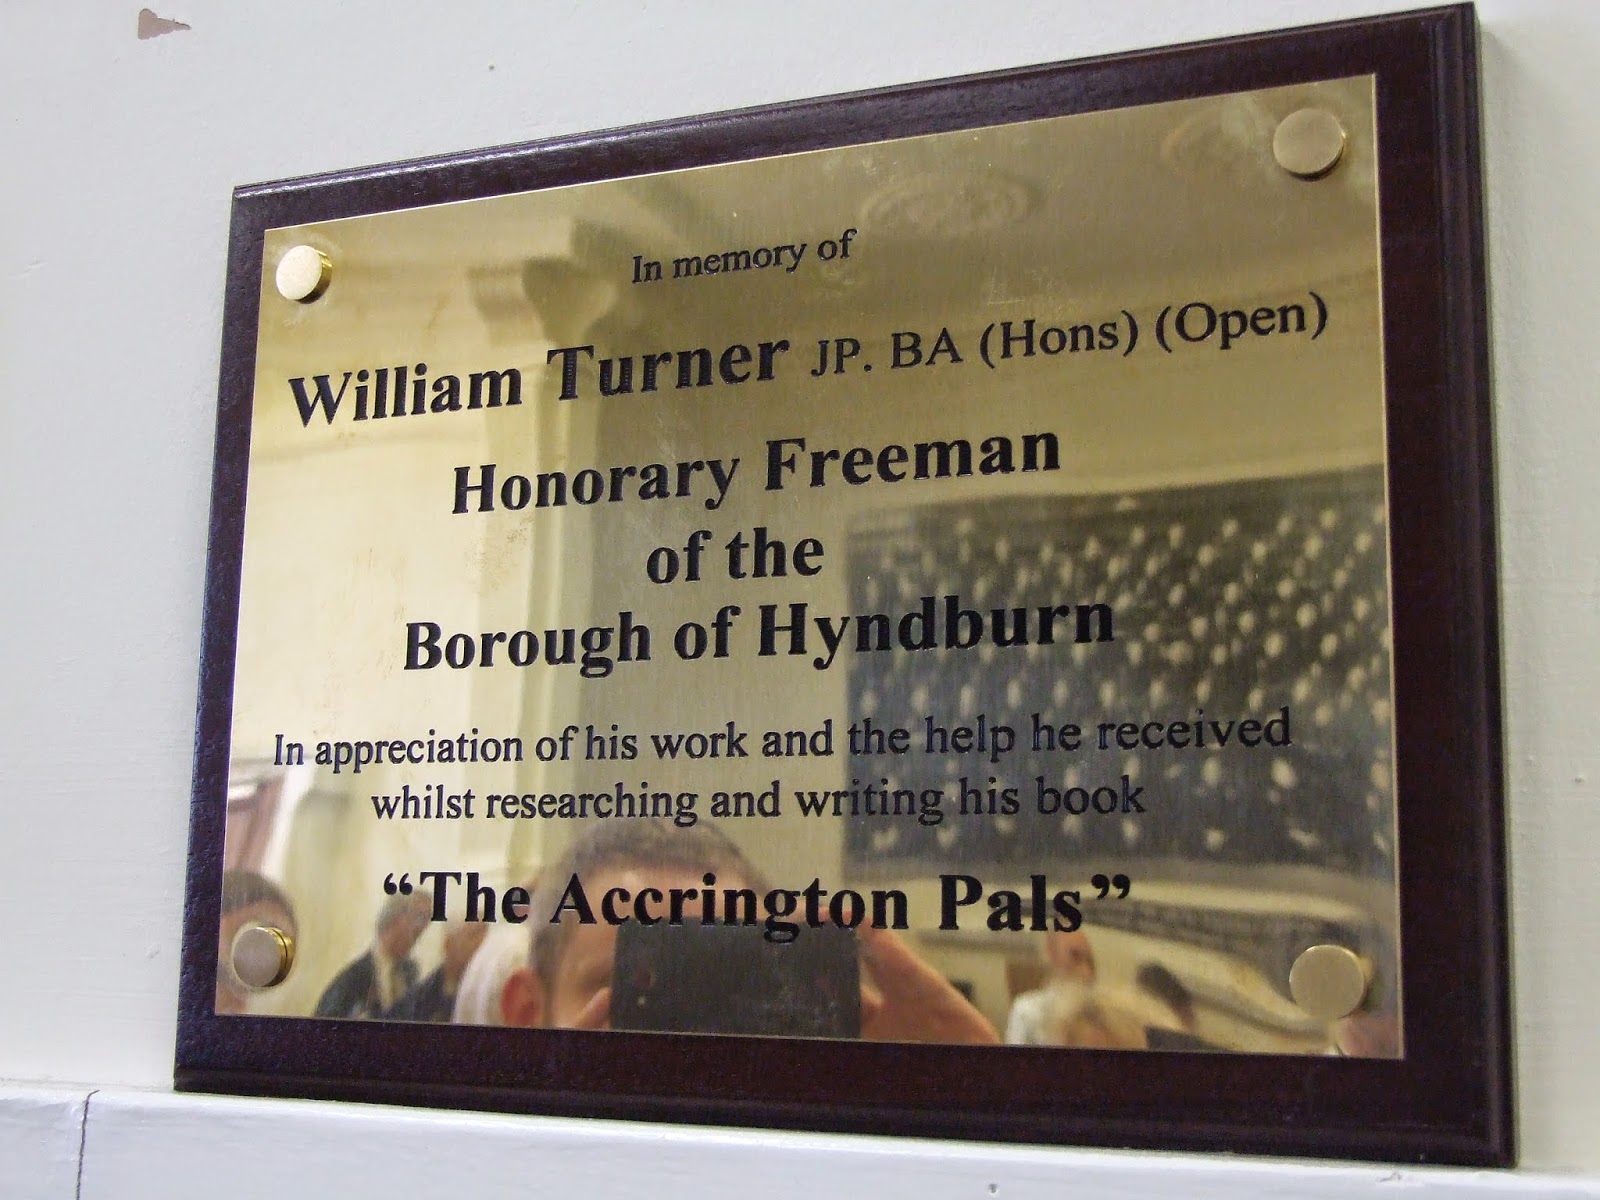 In memory of
William Turner JP. BA (Hons) (Open)
Honorary Freeman
of the
Borough of Hyndburn
In appreciation of his work and the help he received
whilst researching and writing his book
“The Accrington Pals”